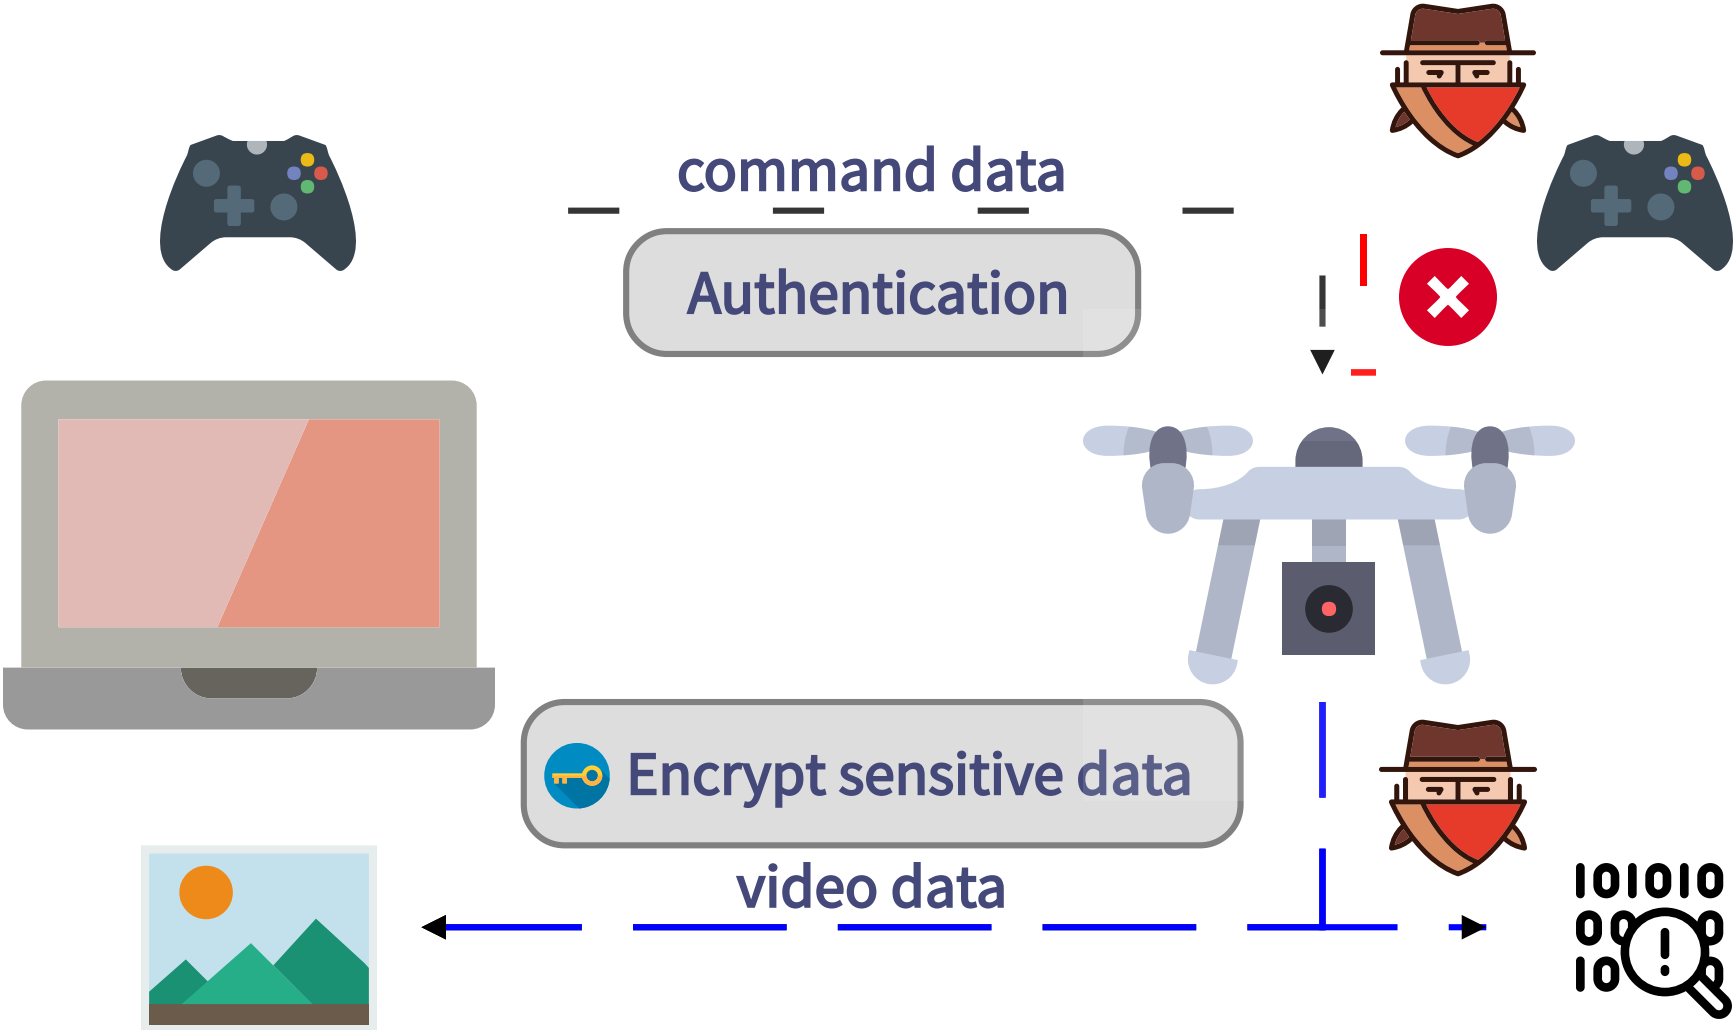 command data
Authentication
Encrypt sensitive data
video data
101010
00
10